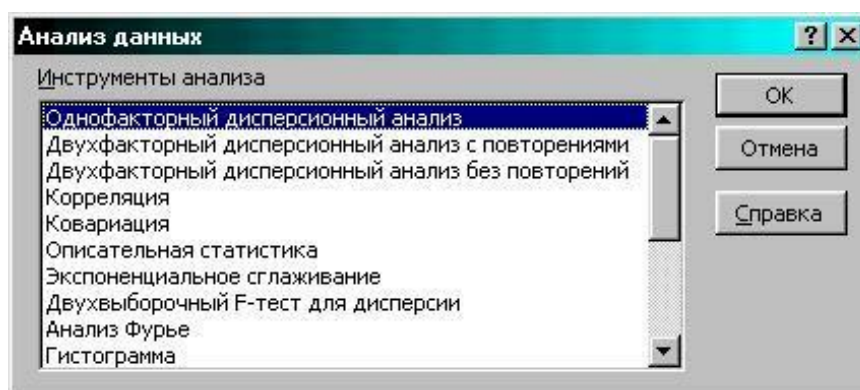 Анализ данных
Инструменты анализа
Однофакторный дисперсионный анализ
Двухфакторный дисперсионный анализ с повторениями
Двухфакторный дисперсионный анализ без повторений
Корреляция
Ковариация
Описательная статистика
Экспоненциальное сглаживание
Двухвыборочный F-тест для дисперсии
Анализ Фурье
Гистограмма
OK
Отмена
Справка